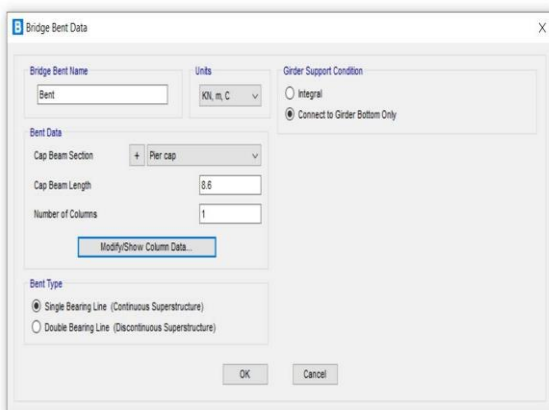 B Bridge Bent Data X
Bridge Bent Name
Bent
Units
KN, m, C
Girder Support Condition
Integral
Connect to Girder Bottom Only
Bent Data
Cap Beam Section + Pier cap
Cap Beam Length 8.6
Number of Columns 1
Modify/Show Column Data...
Bent Type
Single Bearing Line (Continuous Superstructure)
Double Bearing Line (Discontinuous Superstructure)
OK Cancel